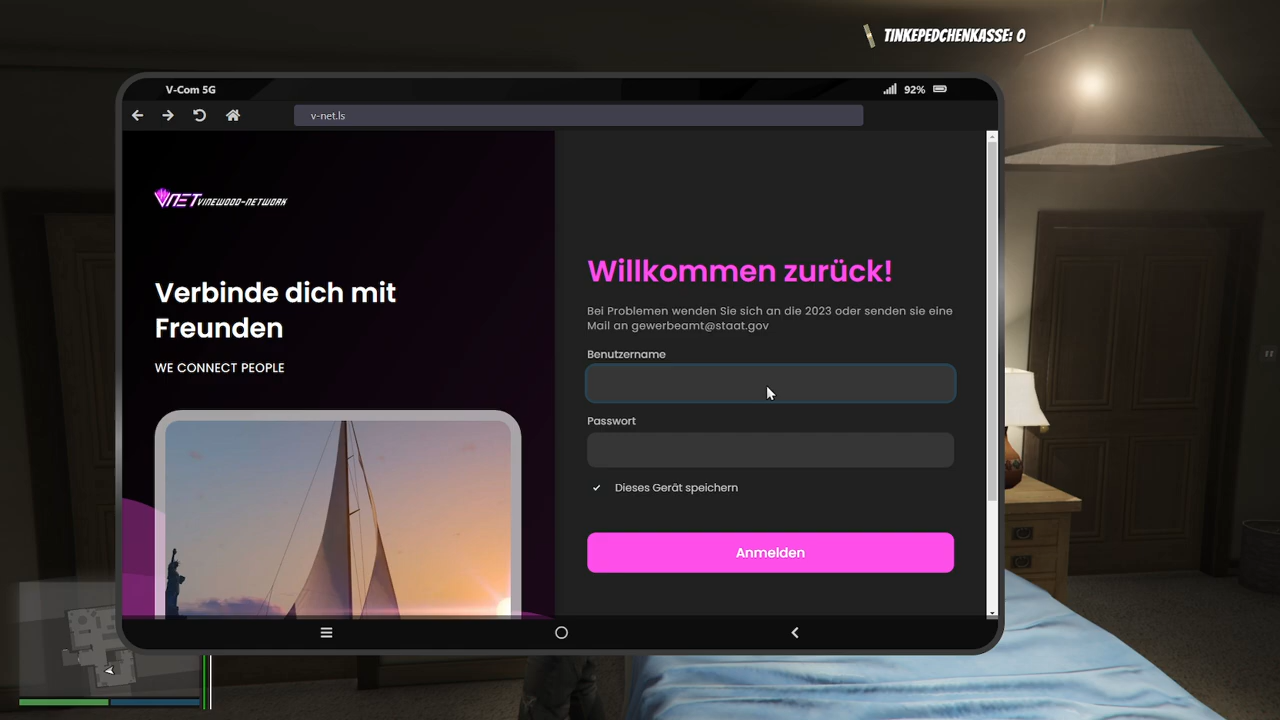 TINKEPEDCHENKASSE: 0
V-Com 5G
92%
v-net.ls
VNET VINEWOOD-NETWORK
Verbinde dich mit
Freunden
WE CONNECT PEOPLE
Willkommen zurück!
Bei Problemen wenden Sie sich an die 2023 oder senden sie eine
Mail an gewerbeamt@staat.gov
Benutzername
Passwort
Dieses Gerät speichern
Anmelden